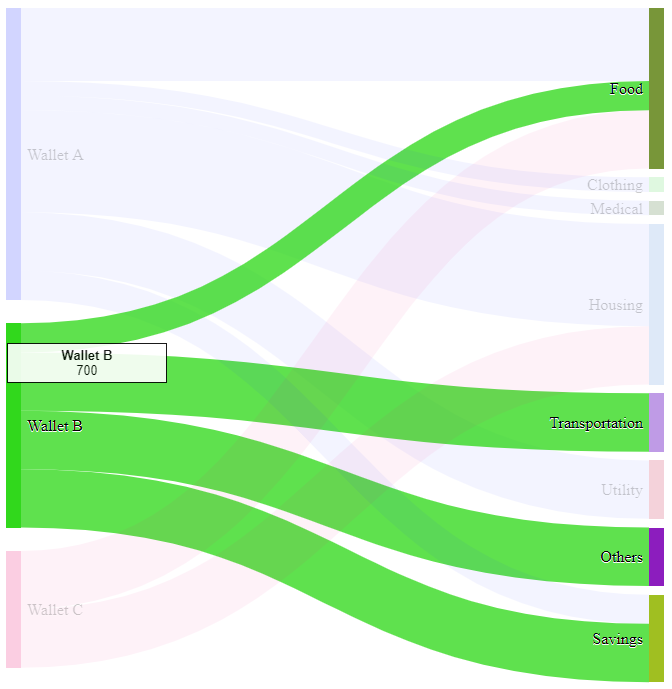 Food
Wallet A
Clothing
Medical
Housing
Wallet B
700
Transportation
Wallet B
Utility
Others
Wallet C
Savings